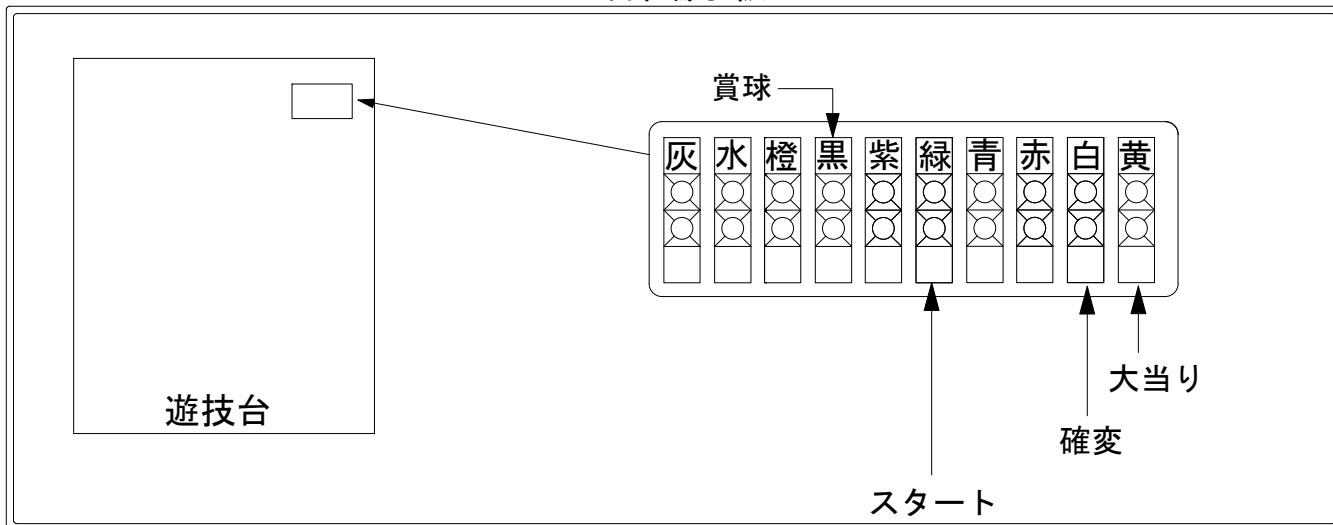 賞球
灰 水 橙 黒 紫 緑 青 赤 白 黄
大当り
遊技台
確変
スタート